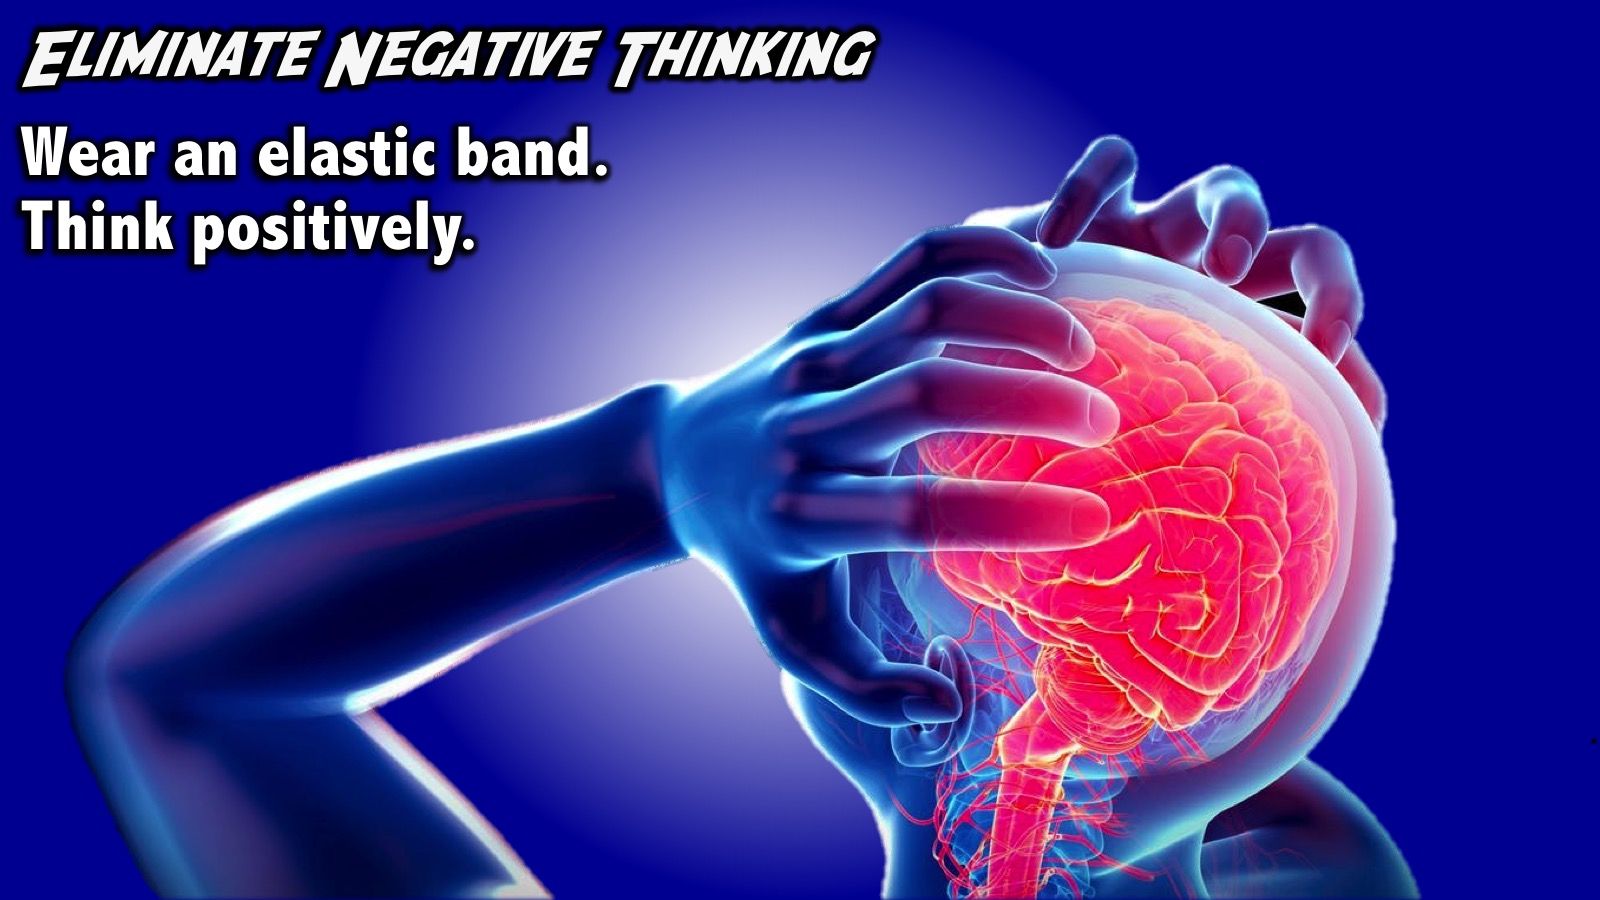 Eliminate Negative Thinking
Wear an elastic band.
Think positively.